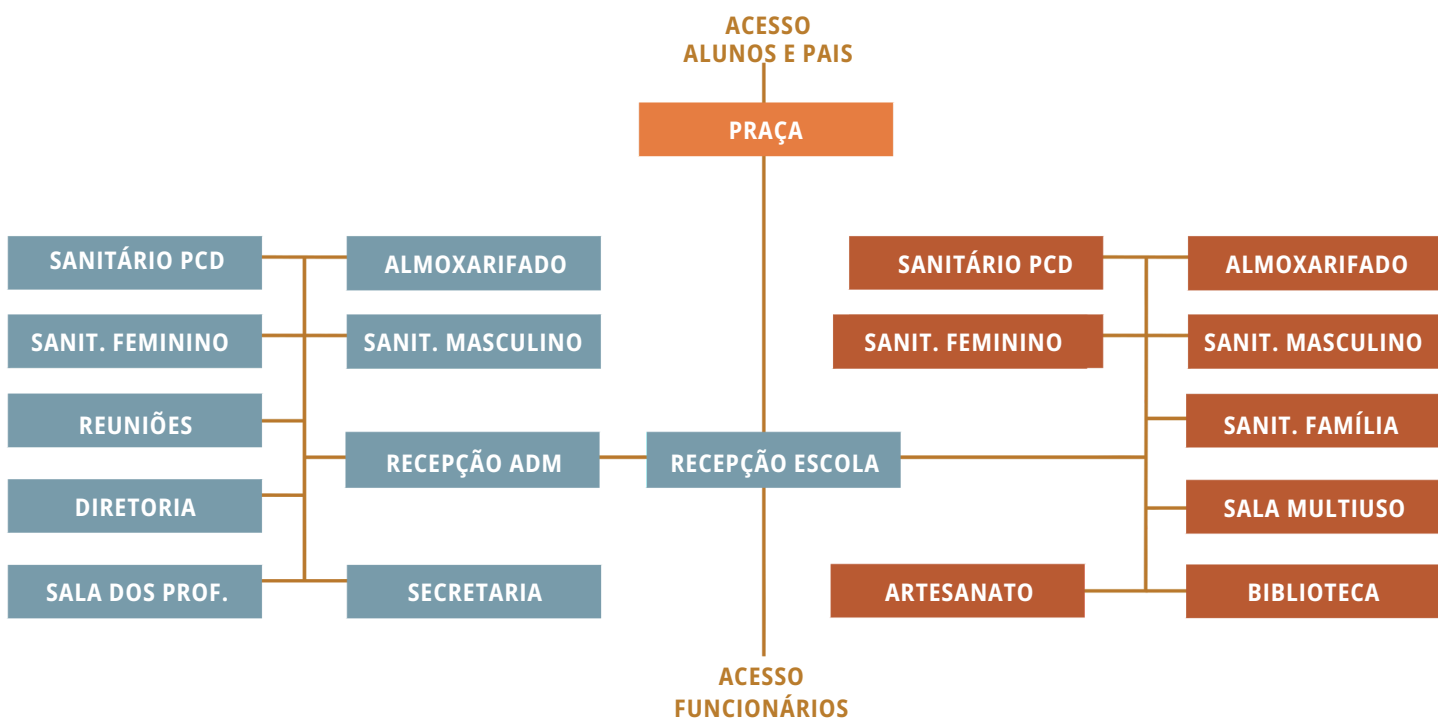 ACESSO
ALUNOS E PAIS
PRAÇA
SANITÁRIO PCD
ALMOXARIFADO
SANITÁRIO PCD
ALMOXARIFADO
SANIT. FEMININO
SANIT. MASCULINO
SANIT. FEMININO
SANIT. MASCULINO
REUNIÕES
SANIT. FAMÍLIA
RECEPÇÃO ADM
RECEPÇÃO ESCOLA
DIRETORIA
SALA MULTIUSO
SALA DOS PROF.
SECRETARIA
ARTESANATO
BIBLIOTECA
ACESSO
FUNCIONÁRIOS